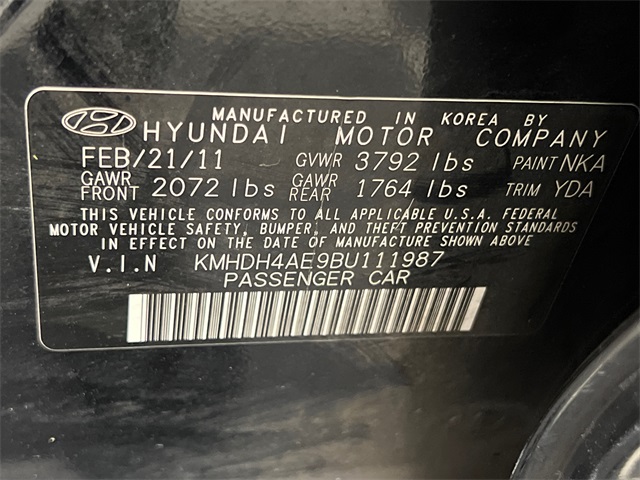 MANUFACTURED IN KOREA BY
HYUNDAI MOTOR COMPANY
FEB/21/11 GVWR 3792 lbs PAINT NKA
GAWR FRONT 2072 lbs GAWR REAR 1764 lbs TRIM YDA
THIS VEHICLE CONFORMS TO ALL APPLICABLE U.S.A. FEDERAL
MOTOR VEHICLE SAFETY, BUMPER, AND THEFT PREVENTION STANDARDS
IN EFFECT ON THE DATE OF MANUFACTURE SHOWN ABOVE
V.I.N KMHDH4AE9BU111987
PASSENGER CAR